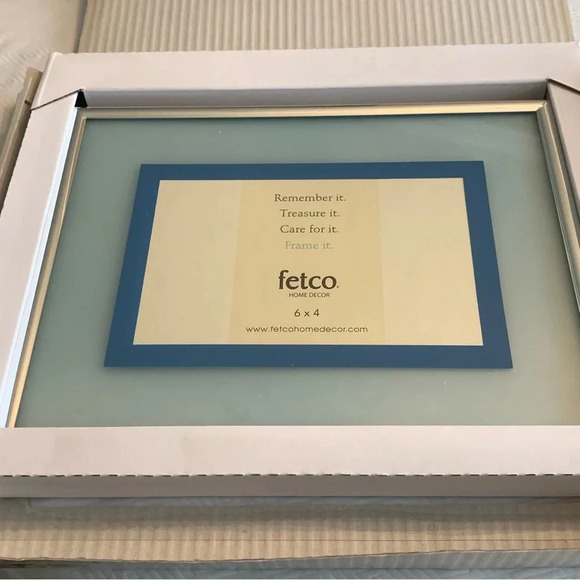 Remember it.
Treasure it.
Care for it.
Frame it.
fetco®
HOME DECOR
6 x 4
www.fetcohomedecor.com